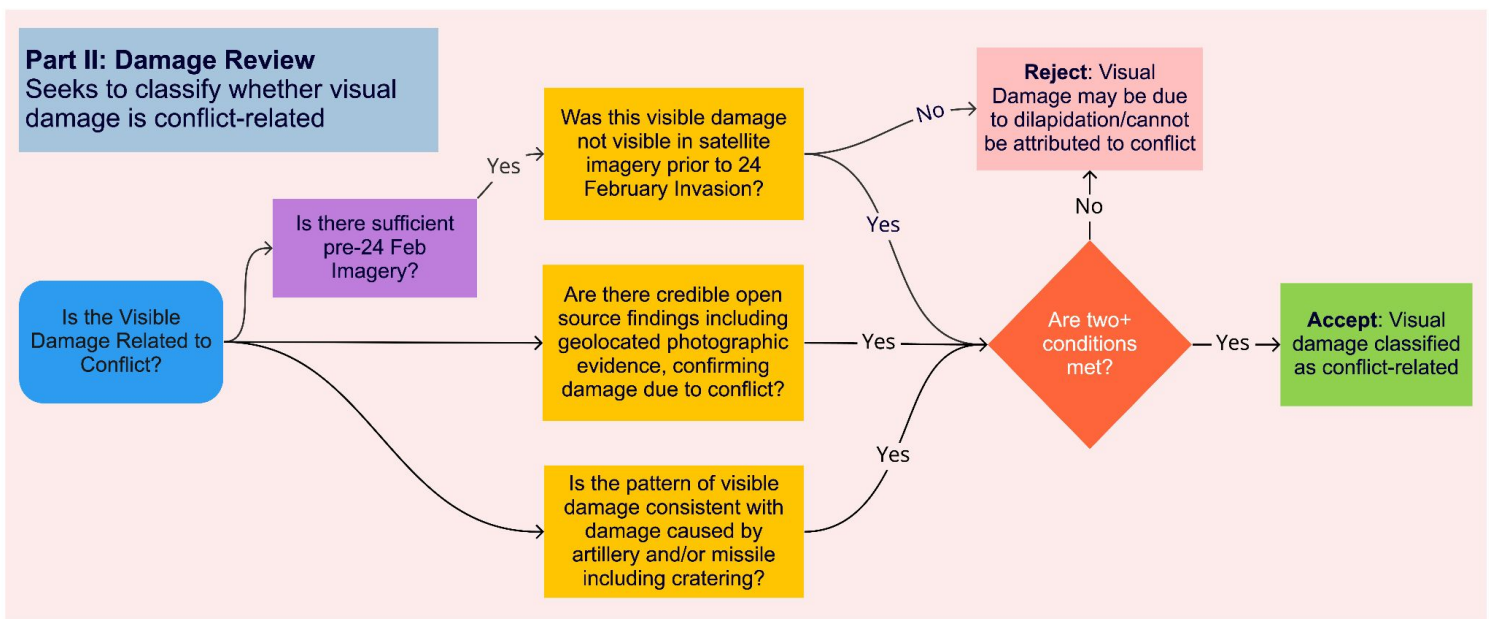 Part II: Damage Review
Seeks to classify whether visual
damage is conflict-related
Is the Visible
Damage Related to
Conflict?
Is there sufficient
pre-24 Feb
Imagery?
Yes
Was this visible damage
not visible in satellite
imagery prior to 24
February Invasion?
No
Yes
Are there credible open
source findings including
geolocated photographic
evidence, confirming
damage due to conflict?
Yes
Is the pattern of visible
damage consistent with
damage caused by
artillery and/or missile
including cratering?
Yes
Are two+
conditions
met?
No
Reject: Visual
Damage may be due
to dilapidation/cannot
be attributed to conflict
Yes
Accept: Visual
damage classified
as conflict-related